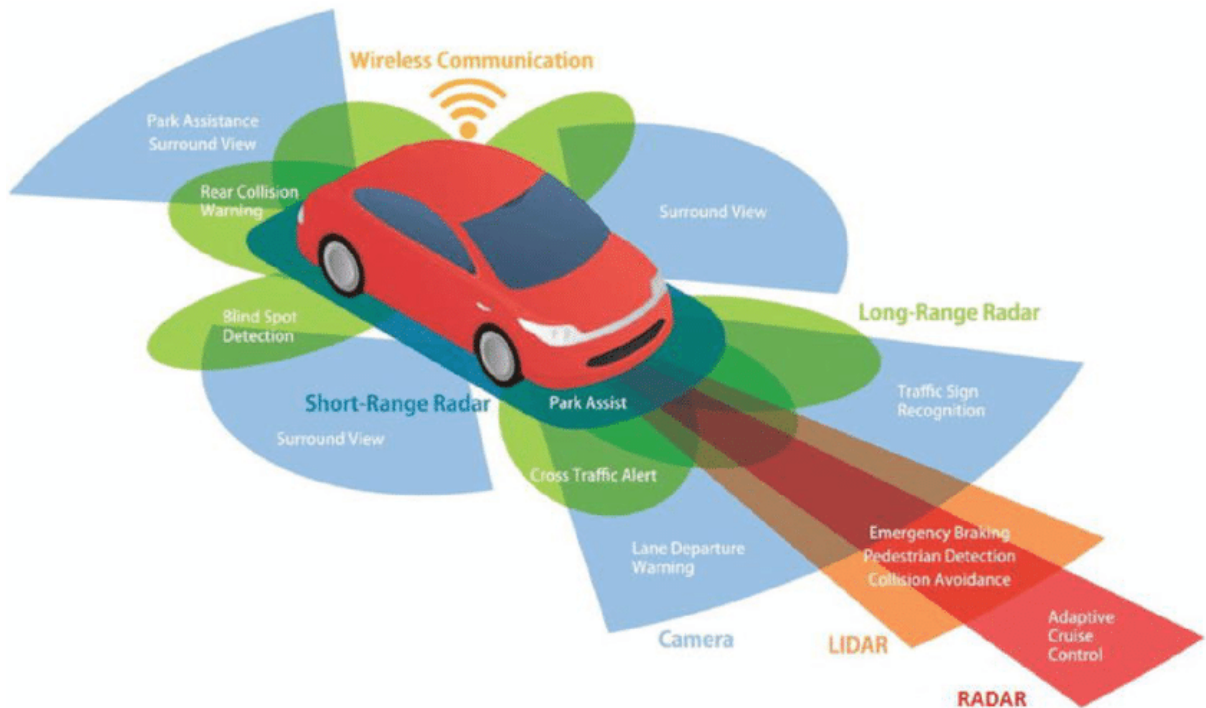 Wireless Communication
Park Assistance
Surround View
Rear Collision
Warning
Surround View
Blind Spot
Detection
Long-Range Radar
Short-Range Radar
Park Assist
Traffic Sign
Recognition
Surround View
Cross Traffic Alert
Lane Departure
Warning
Emergency Braking
Pedestrian Detection
Collision Avoidance
Camera
LIDAR
Adaptive
Cruise
Control
RADAR